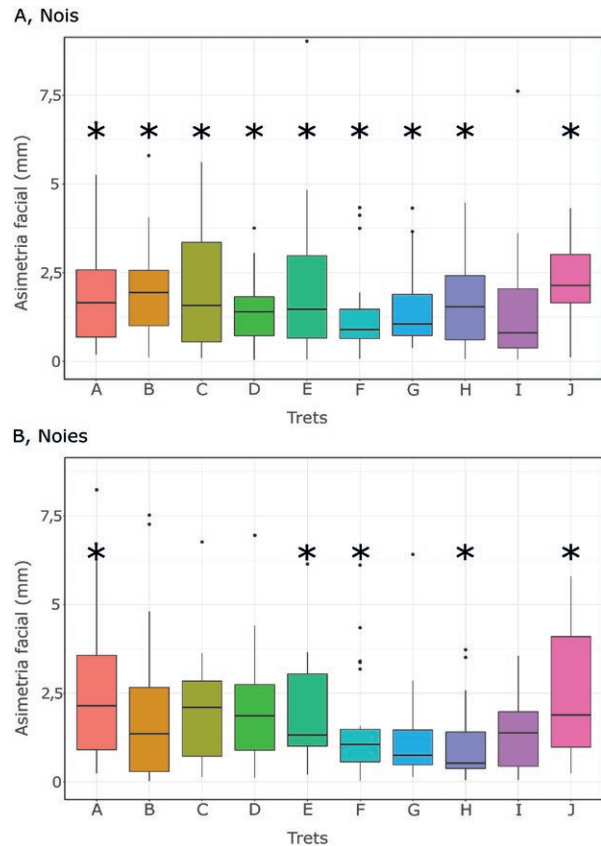 A, Nois
Asimetria facial (mm)
7,5
5
2,5
0
* * * * * * * * *
A B C D E F G H I J
Trets
B, Noies
Asimetria facial (mm)
7,5
5
2,5
0
* * * * *
A B C D E F G H I J
Trets